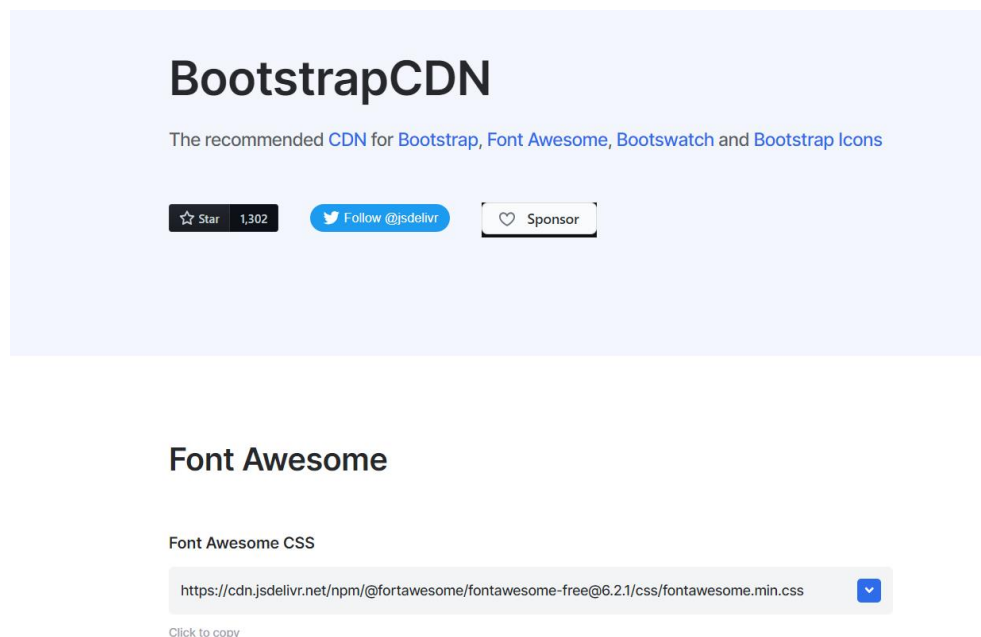 BootstrapCDN
The recommended CDN for Bootstrap, Font Awesome, Bootswatch and Bootstrap Icons
Star 1,302 Follow @jsdelivr Sponsor
Font Awesome
Font Awesome CSS
https://cdn.jsdelivr.net/npm/@fortawesome/fontawesome-free@6.2.1/css/fontawesome.min.css
Click to copy